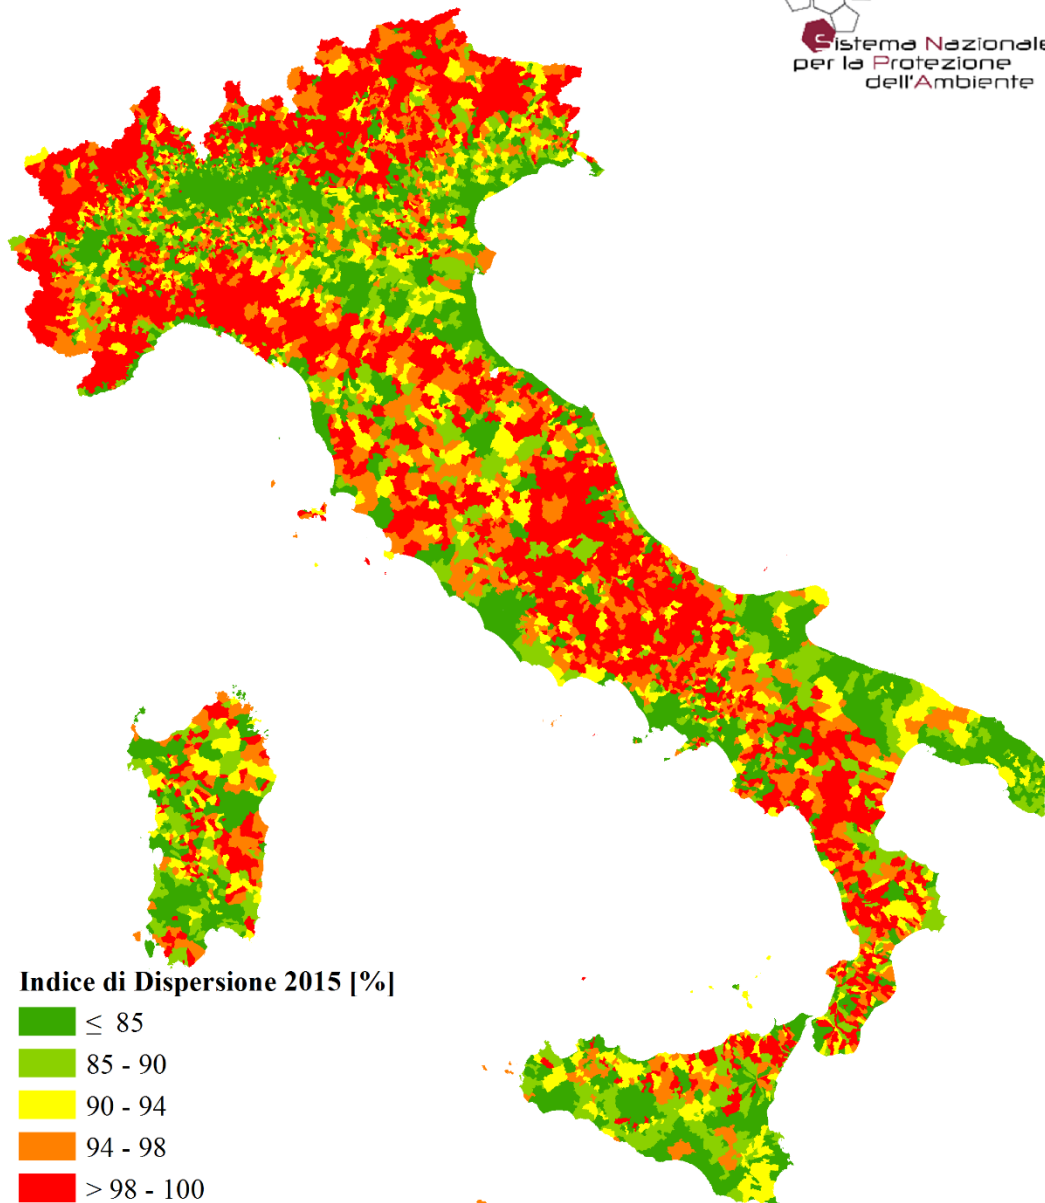 Sistema Nazionale
per la Protezione
dell'Ambiente
Indice di Dispersione 2015 [%]
≤ 85
85 - 90
90 - 94
94 - 98
> 98 - 100